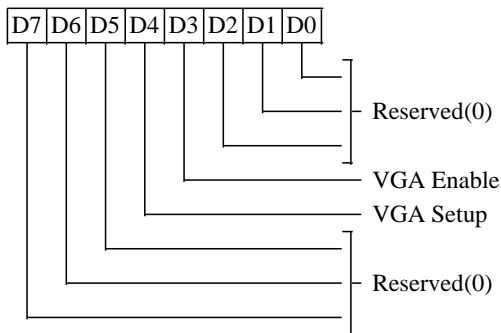 D7 D6 D5 D4 D3 D2 D1 D0
Reserved(0)
VGA Enable
VGA Setup
Reserved(0)